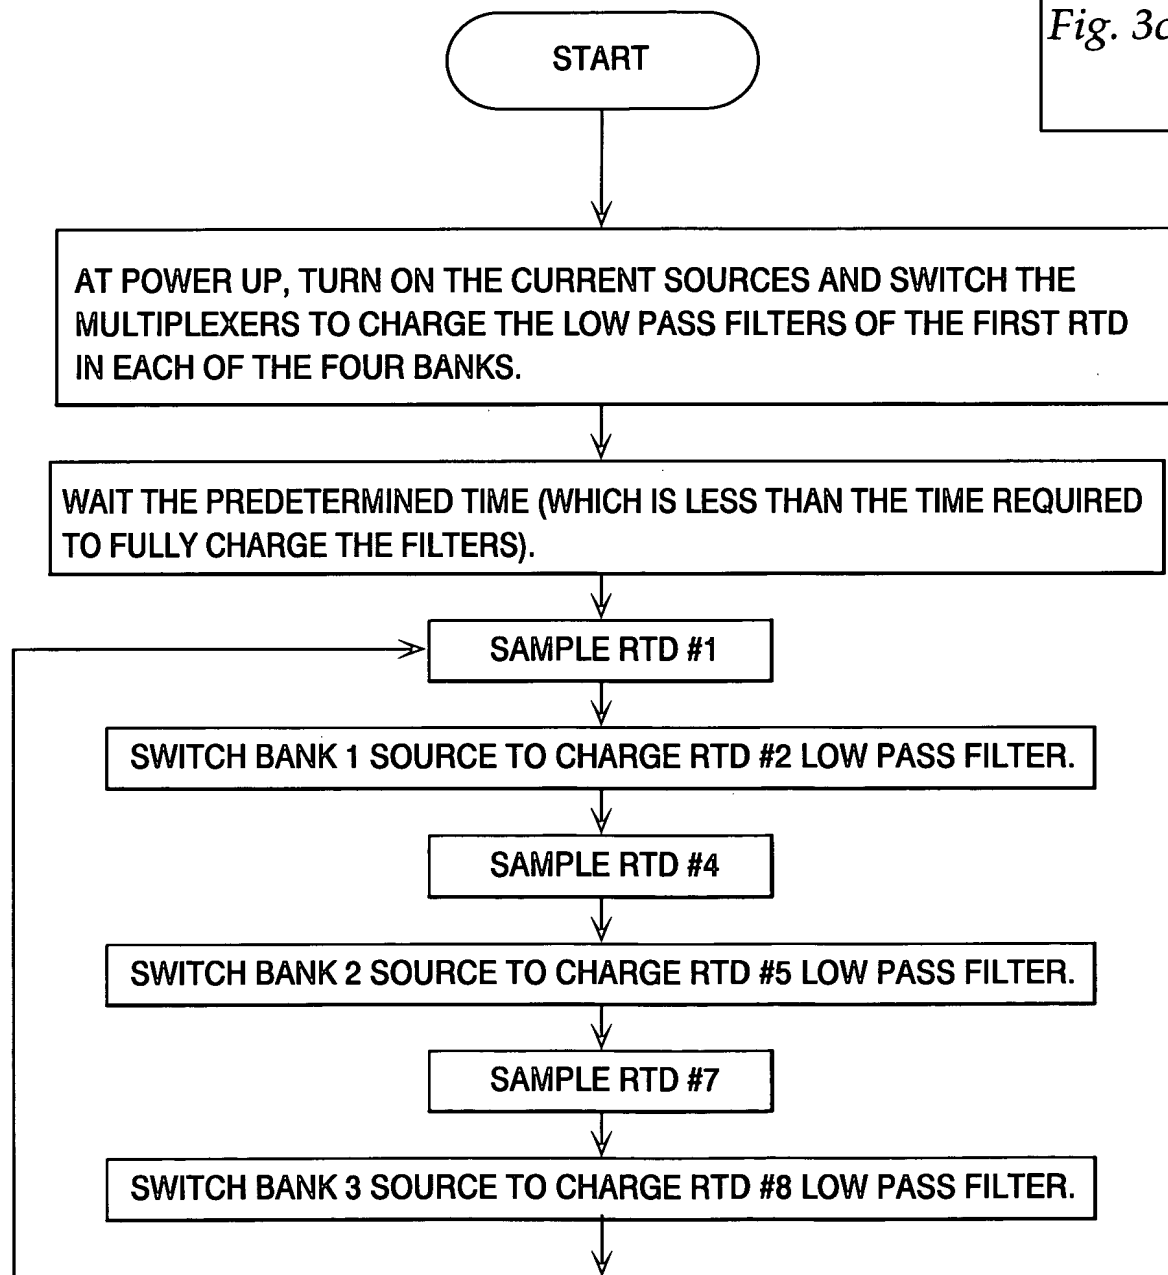 Fig. 3c
START
AT POWER UP, TURN ON THE CURRENT SOURCES AND SWITCH THE
MULTIPLEXERS TO CHARGE THE LOW PASS FILTERS OF THE FIRST RTD
IN EACH OF THE FOUR BANKS.
WAIT THE PREDETERMINED TIME (WHICH IS LESS THAN THE TIME REQUIRED
TO FULLY CHARGE THE FILTERS).
SAMPLE RTD #1
SWITCH BANK 1 SOURCE TO CHARGE RTD #2 LOW PASS FILTER.
SAMPLE RTD #4
SWITCH BANK 2 SOURCE TO CHARGE RTD #5 LOW PASS FILTER.
SAMPLE RTD #7
SWITCH BANK 3 SOURCE TO CHARGE RTD #8 LOW PASS FILTER.